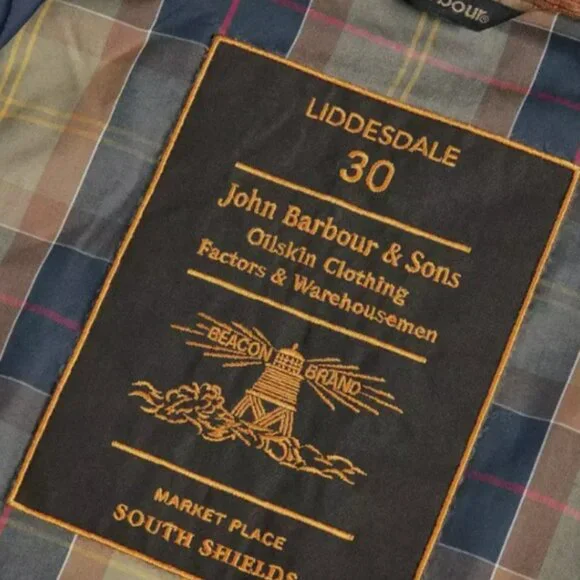 LIDDESDALE
30
John Barbour & Sons
Oilskin Clothing
Factors & Warehousemen
BEACON BRAND
MARKET PLACE
SOUTH SHIELDS